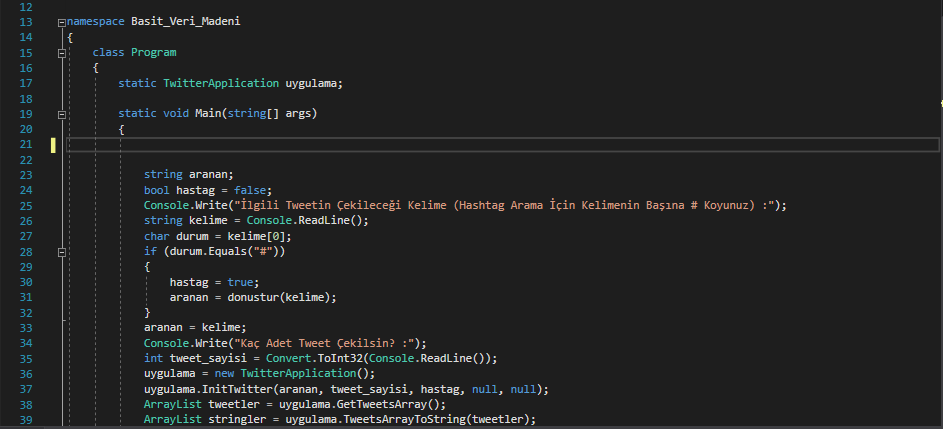 12
13 namespace Basit_Veri_Madeni
14 {
15 class Program
16 {
17 static TwitterApplication uygulama;
18
19 static void Main(string[] args)
20 {
21
22
23 string aranan;
24 bool hastag = false;
25 Console.Write("İlgili Tweetin Çekileceği Kelime (Hashtag Arama İçin Kelimenin Başına # Koyunuz) :");
26 string kelime = Console.ReadLine();
27 char durum = kelime[0];
28 if (durum.Equals("#"))
29 {
30 hastag = true;
31 aranan = donustur(kelime);
32 }
33 aranan = kelime;
34 Console.Write("Kaç Adet Tweet Çekilsin? :");
35 int tweet_sayisi = Convert.ToInt32(Console.ReadLine());
36 uygulama = new TwitterApplication();
37 uygulama.InitTwitter(aranan, tweet_sayisi, hastag, null, null);
38 ArrayList tweetler = uygulama.GetTweetsArray();
39 ArrayList stringler = uygulama.TweetsArrayToString(tweetler);